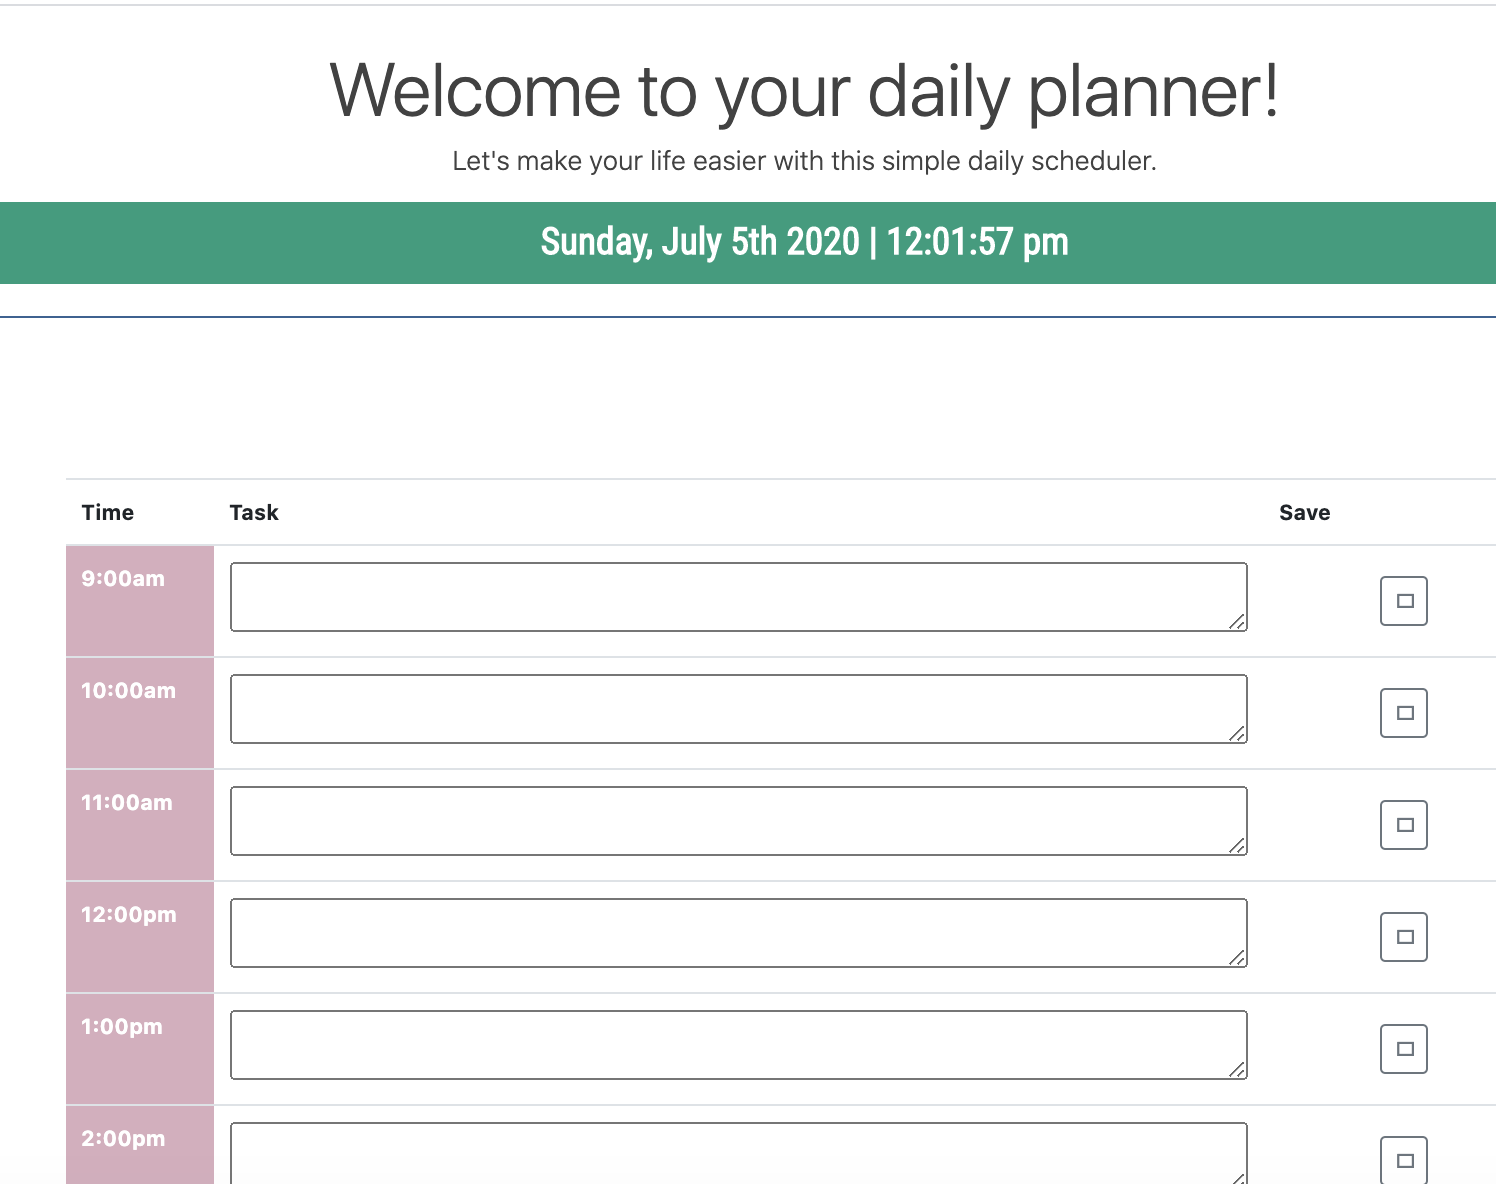 Welcome to your daily planner!
Let's make your life easier with this simple daily scheduler.
Sunday, July 5th 2020 | 12:01:57 pm
Time Task Save
9:00am
10:00am
11:00am
12:00pm
1:00pm
2:00pm